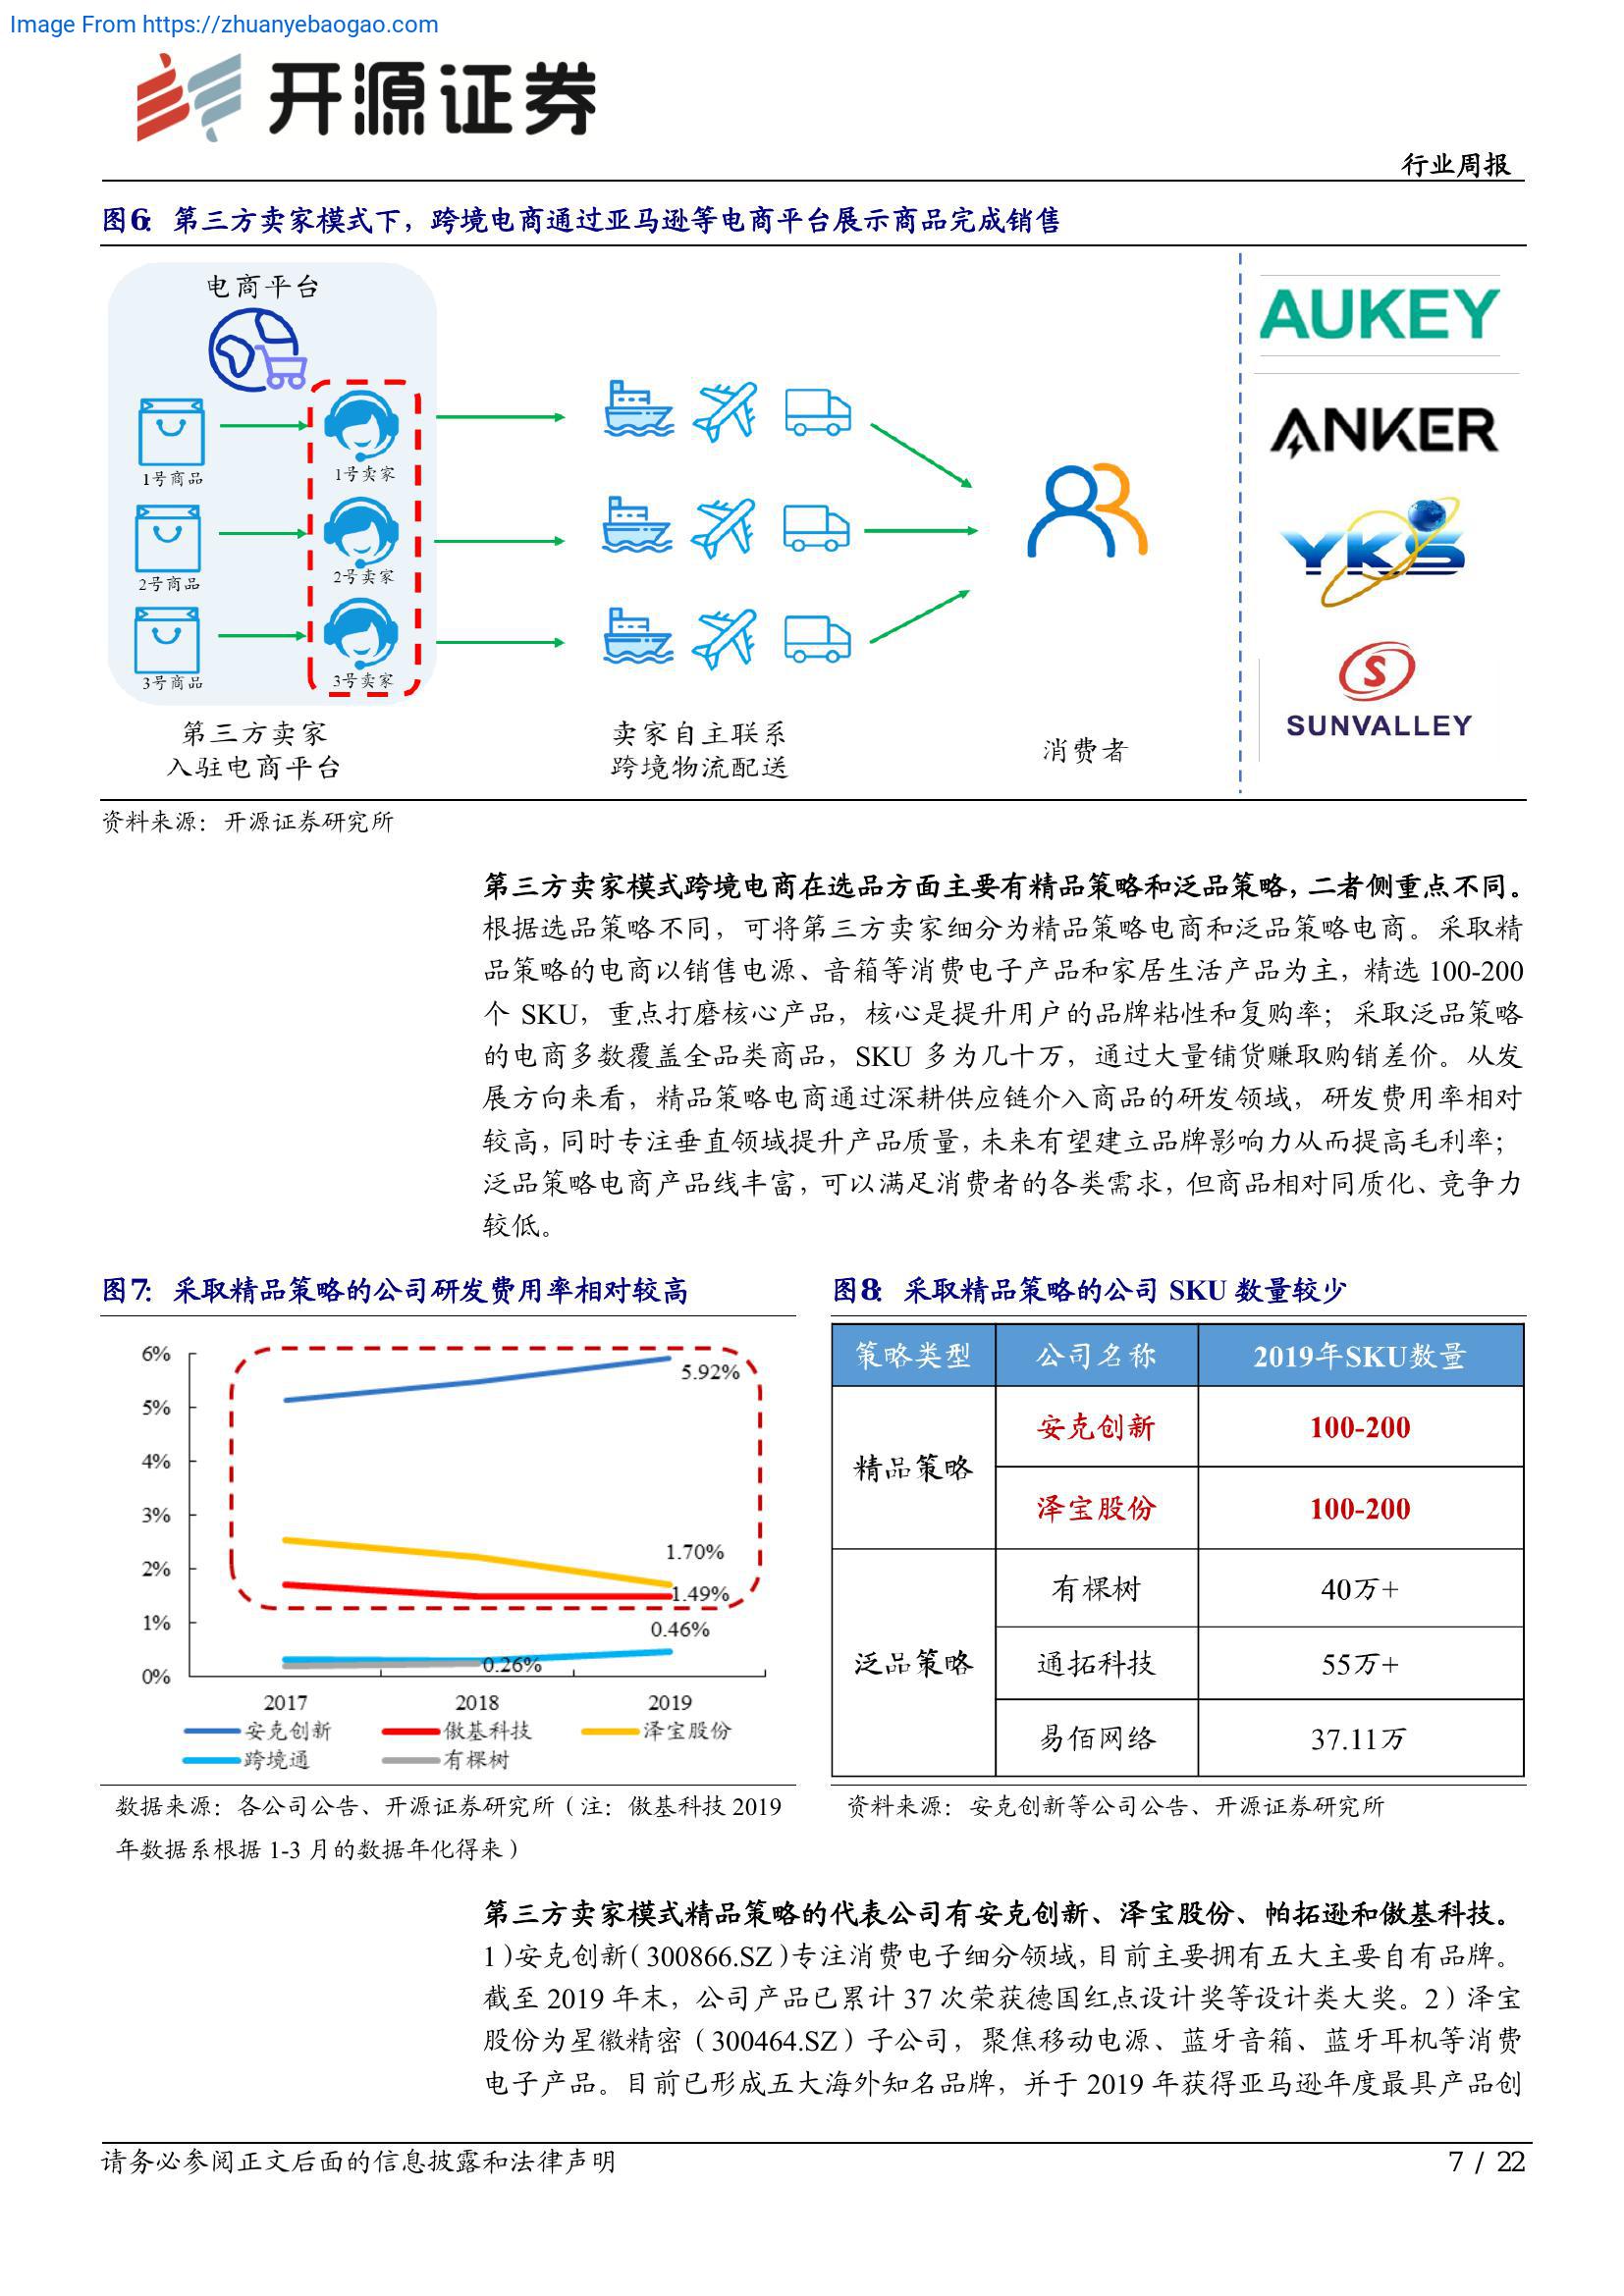 Image From https://zhuanyebaogao.com
开源证券
行业周报
图6： 第三方卖家模式下，跨境电商通过亚马逊等电商平台展示商品完成销售
电商平台
1号商品
1号卖家
2号商品
2号卖家
3号商品
3号卖家
第三方卖家
入驻电商平台
卖家自主联系
跨境物流配送
消费者
AUKEY
ANKER
YKS
S
SUNVALLEY
资料来源：开源证券研究所
第三方卖家模式跨境电商在选品方面主要有精品策略和泛品策略，二者侧重点不同。
根据选品策略不同，可将第三方卖家细分为精品策略电商和泛品策略电商。采取精
品策略的电商以销售电源、音箱等消费电子产品和家居生活产品为主，精选 100-200
个 SKU，重点打磨核心产品，核心是提升用户的品牌粘性和复购率；采取泛品策略
的电商多数覆盖全品类商品，SKU 多为几十万，通过大量铺货赚取购销差价。从发
展方向来看，精品策略电商通过深耕供应链介入商品的研发领域，研发费用率相对
较高，同时专注垂直领域提升产品质量，未来有望建立品牌影响力从而提高毛利率；
泛品策略电商产品线丰富，可以满足消费者的各类需求，但商品相对同质化、竞争力
较低。
图7： 采取精品策略的公司研发费用率相对较高
6%
5%
4%
3%
2%
1%
0%
5.92%
1.70%
1.49%
0.46%
0.26%
2017 2018 2019
安克创新 傲基科技 泽宝股份
跨境通 有棵树
数据来源：各公司公告、开源证券研究所（注：傲基科技 2019
年数据系根据 1-3 月的数据年化得来）
图8： 采取精品策略的公司 SKU 数量较少
策略类型 公司名称 2019年SKU数量
精品策略
安克创新 100-200
泽宝股份 100-200
泛品策略
有棵树 40万+
通拓科技 55万+
易佰网络 37.11万
资料来源：安克创新等公司公告、开源证券研究所
第三方卖家模式精品策略的代表公司有安克创新、泽宝股份、帕拓逊和傲基科技。
1）安克创新（300866.SZ）专注消费电子细分领域，目前主要拥有五大主要自有品牌。
截至 2019 年末，公司产品已累计 37 次荣获德国红点设计奖等设计类大奖。2）泽宝
股份为星徽精密（300464.SZ）子公司，聚焦移动电源、蓝牙音箱、蓝牙耳机等消费
电子产品。目前已形成五大海外知名品牌，并于 2019 年获得亚马逊年度最具产品创
请务必参阅正文后面的信息披露和法律声明
7 / 22